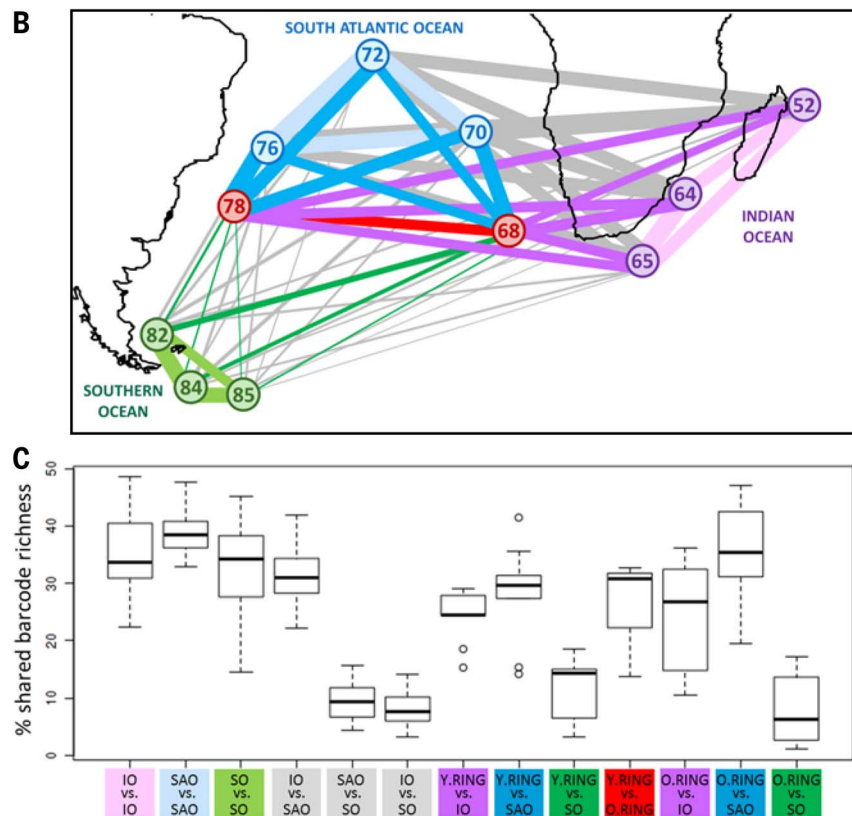 B
SOUTH ATLANTIC OCEAN
72
52
70
76
64
78
68
INDIAN
OCEAN
65
82
84
85
SOUTHERN
OCEAN
C
% shared barcode richness
50
40
30
20
10
0
IO
vs.
IO
SAO
vs.
SAO
SO
vs.
SO
IO
vs.
SAO
SAO
vs.
SO
IO
vs.
SO
Y.RING
vs.
IO
Y.RING
vs.
SAO
Y.RING
vs.
SO
Y.RING
vs.
O.RING
O.RING
vs.
IO
O.RING
vs.
SAO
O.RING
vs.
SO